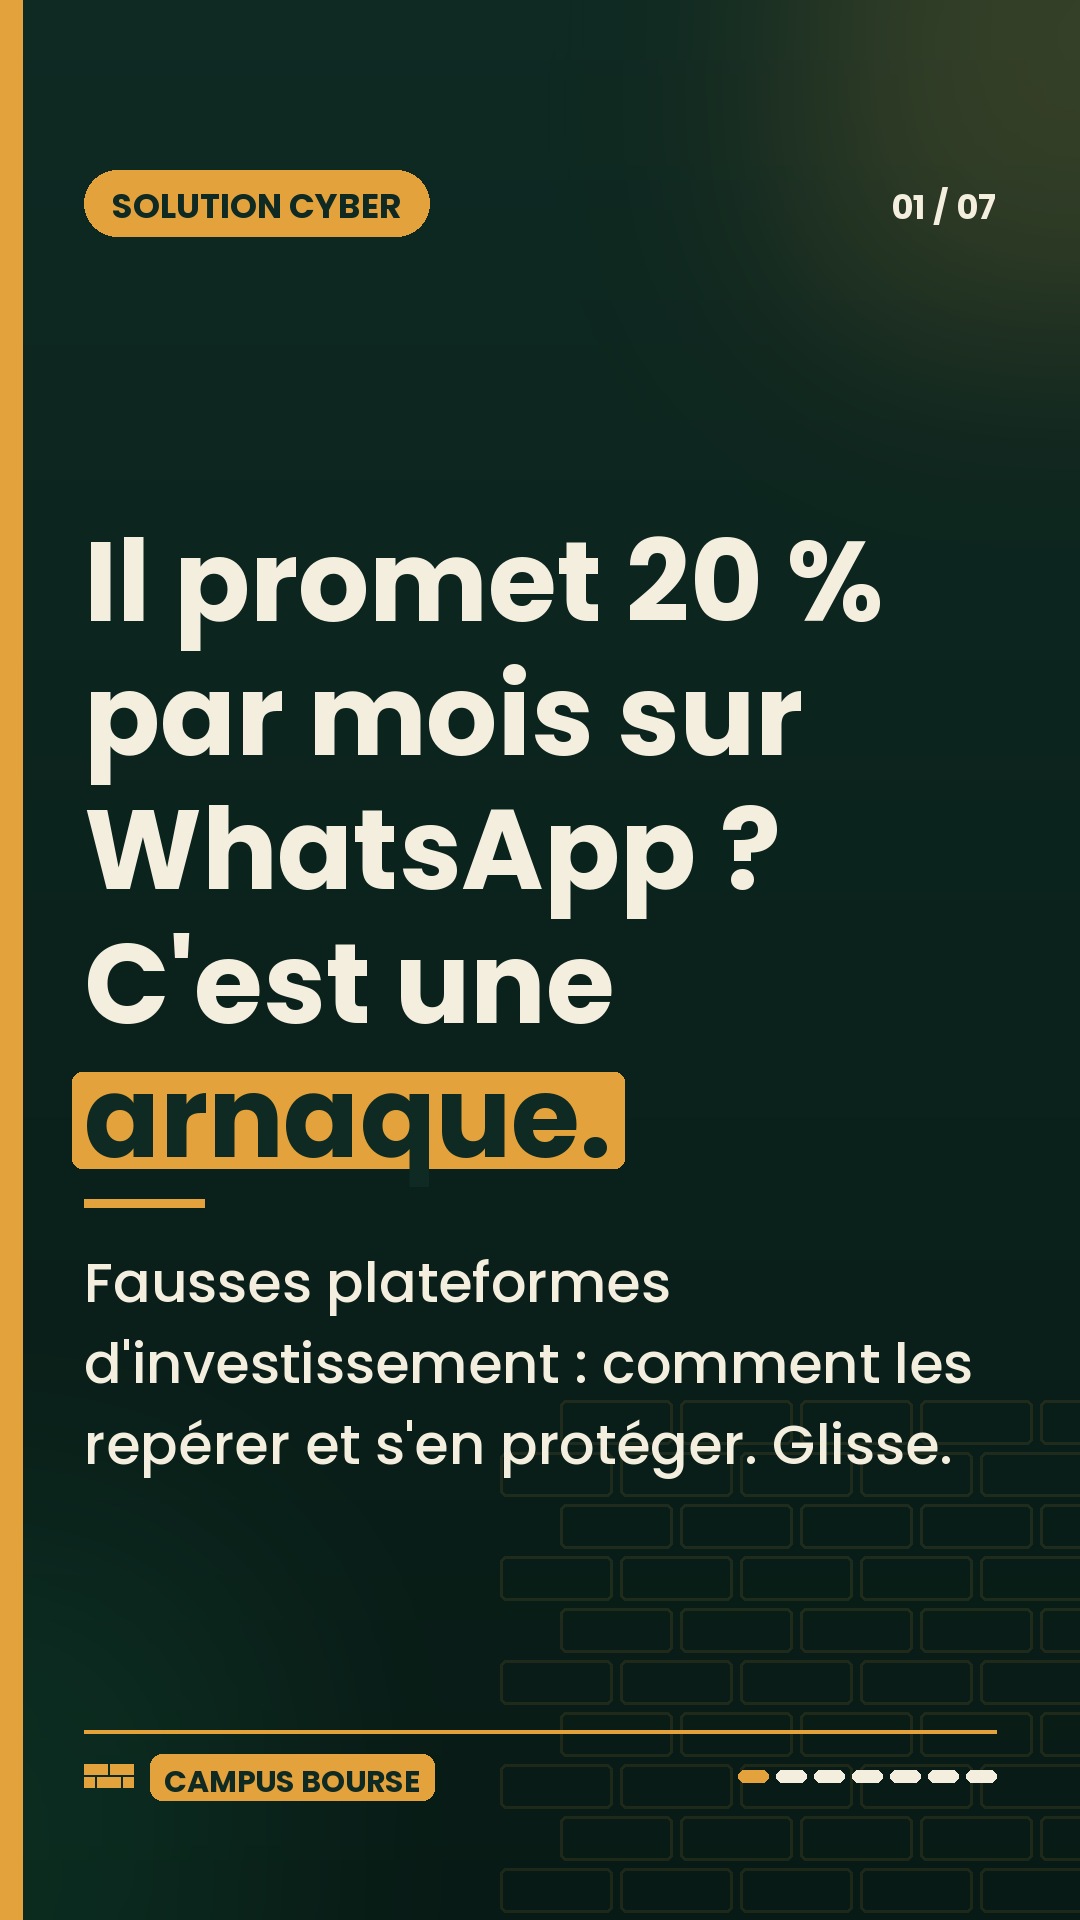 SOLUTION CYBER
01 / 07
Il promet 20 %
par mois sur
WhatsApp ?
C'est une
arnaque.
Fausses plateformes
d'investissement : comment les
repérer et s'en protéger. Glisse.
CAMPUS BOURSE